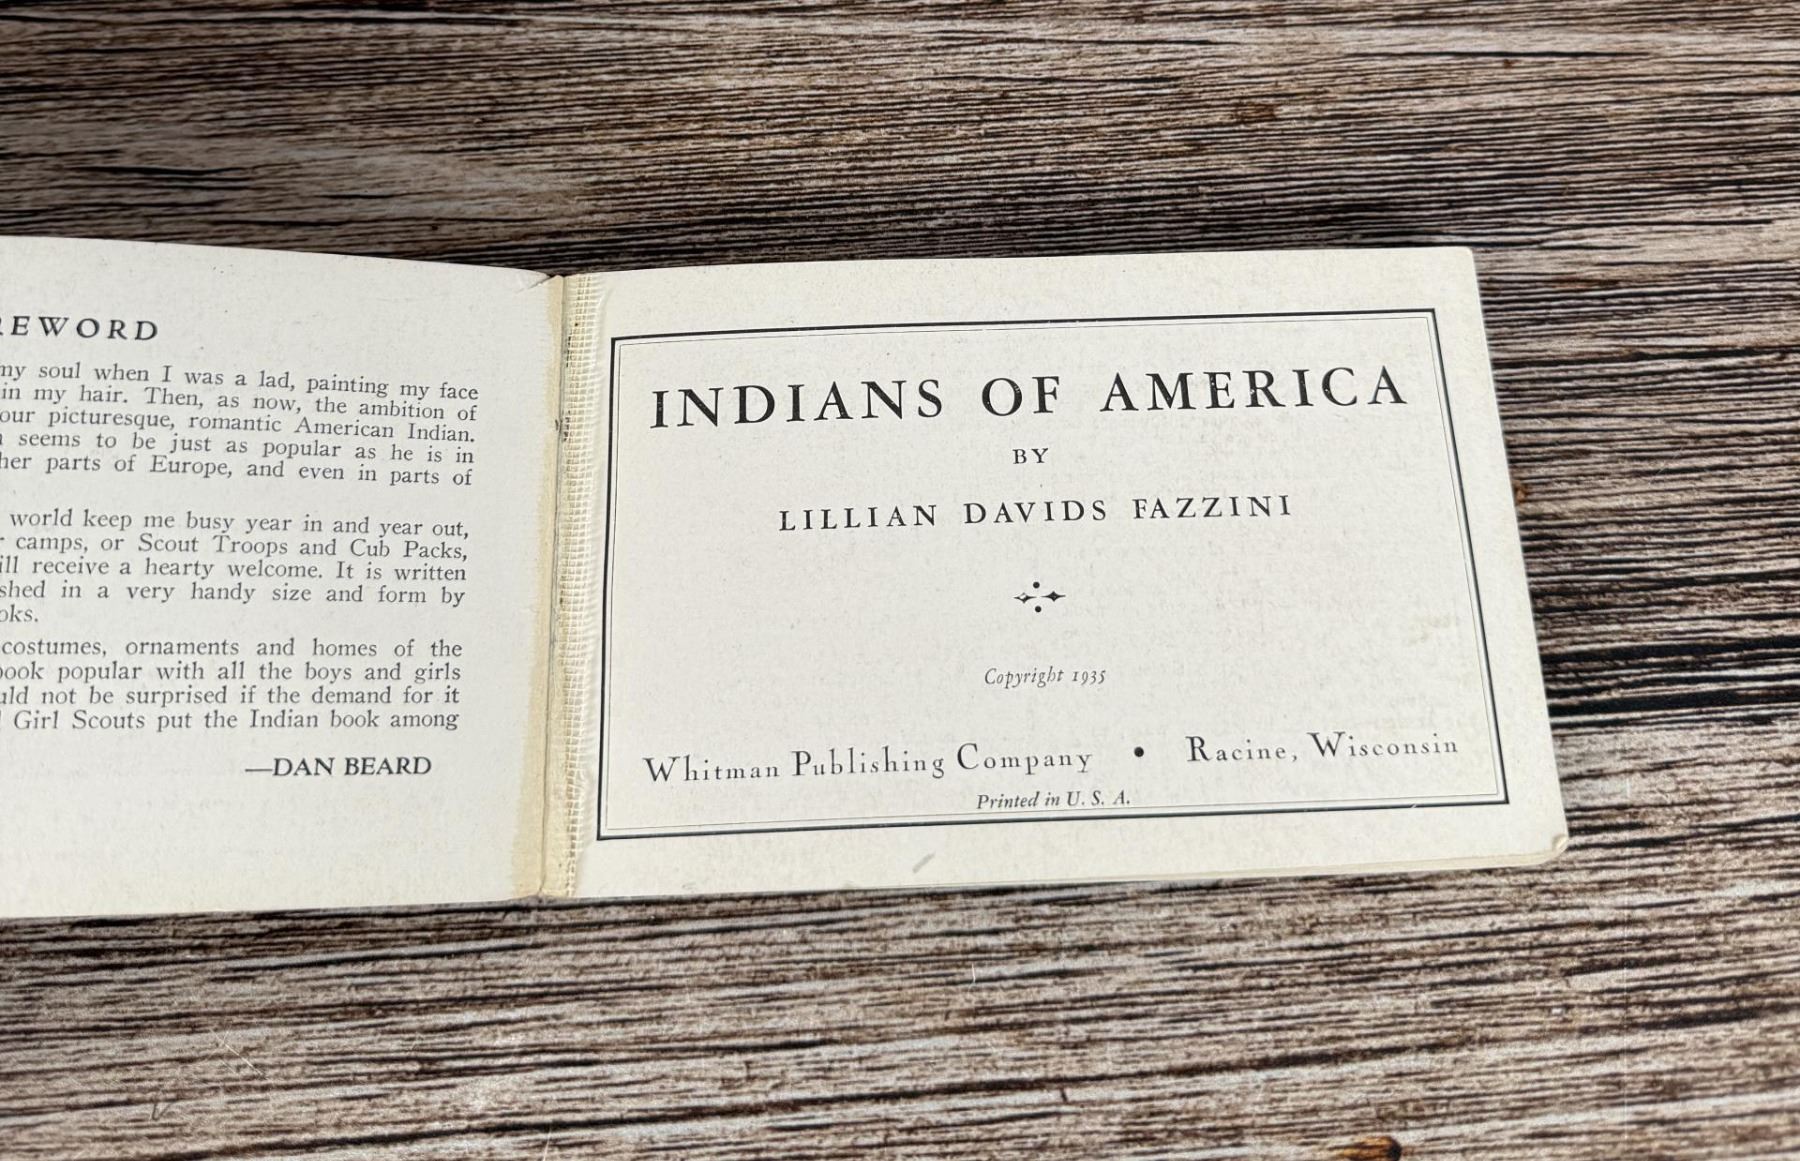 REWORD
my soul when I was a lad, painting my face
in my hair. Then, as now, the ambition of
our picturesque, romantic American Indian.
seems to be just as popular as he is in
her parts of Europe, and even in parts of
world keep me busy year in and year out,
camps, or Scout Troops and Cub Packs,
ill receive a hearty welcome. It is written
shed in a very handy size and form by
oks.
costumes, ornaments and homes of the
book popular with all the boys and girls
uld not be surprised if the demand for it
Girl Scouts put the Indian book among
—DAN BEARD
INDIANS OF AMERICA
BY
LILLIAN DAVIDS FAZZINI
Copyright 1935
Whitman Publishing Company • Racine, Wisconsin
Printed in U. S. A.